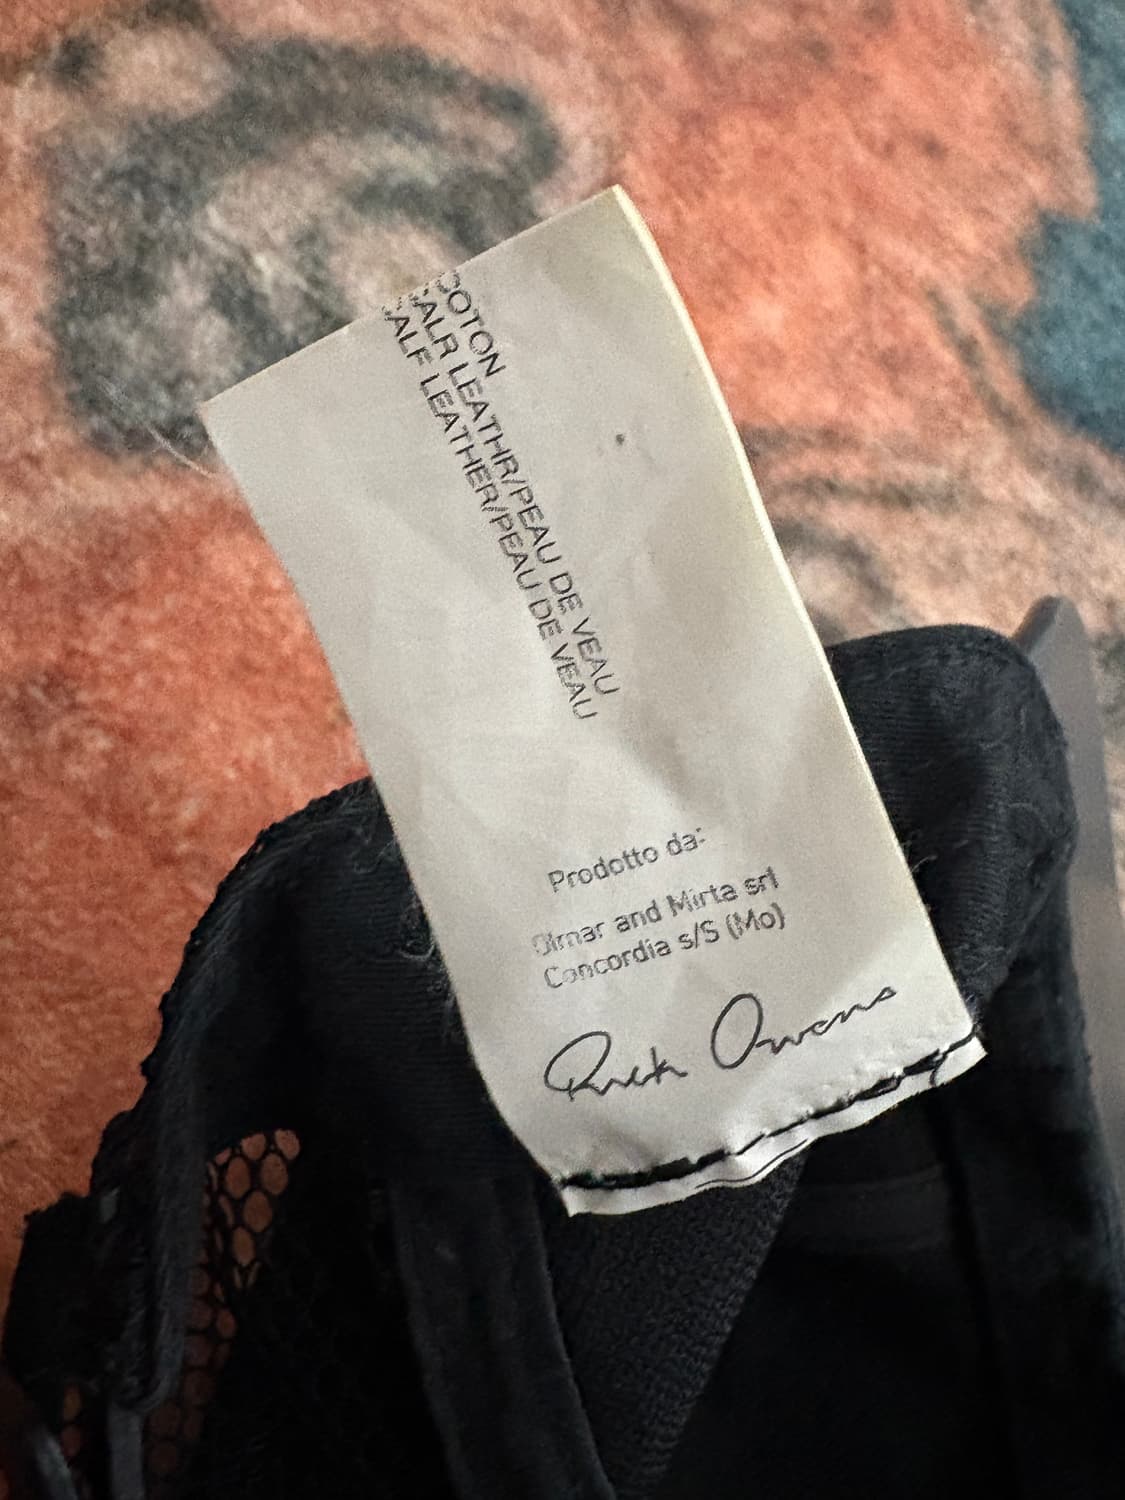 COTON
CALR LEATHR/PEAU DE VEAU
CALF LEATHER/PEAU DE VEAU
Prodotto da:
Olmar and Mirta srl
Concordia s/S (Mo)
Rick Owens